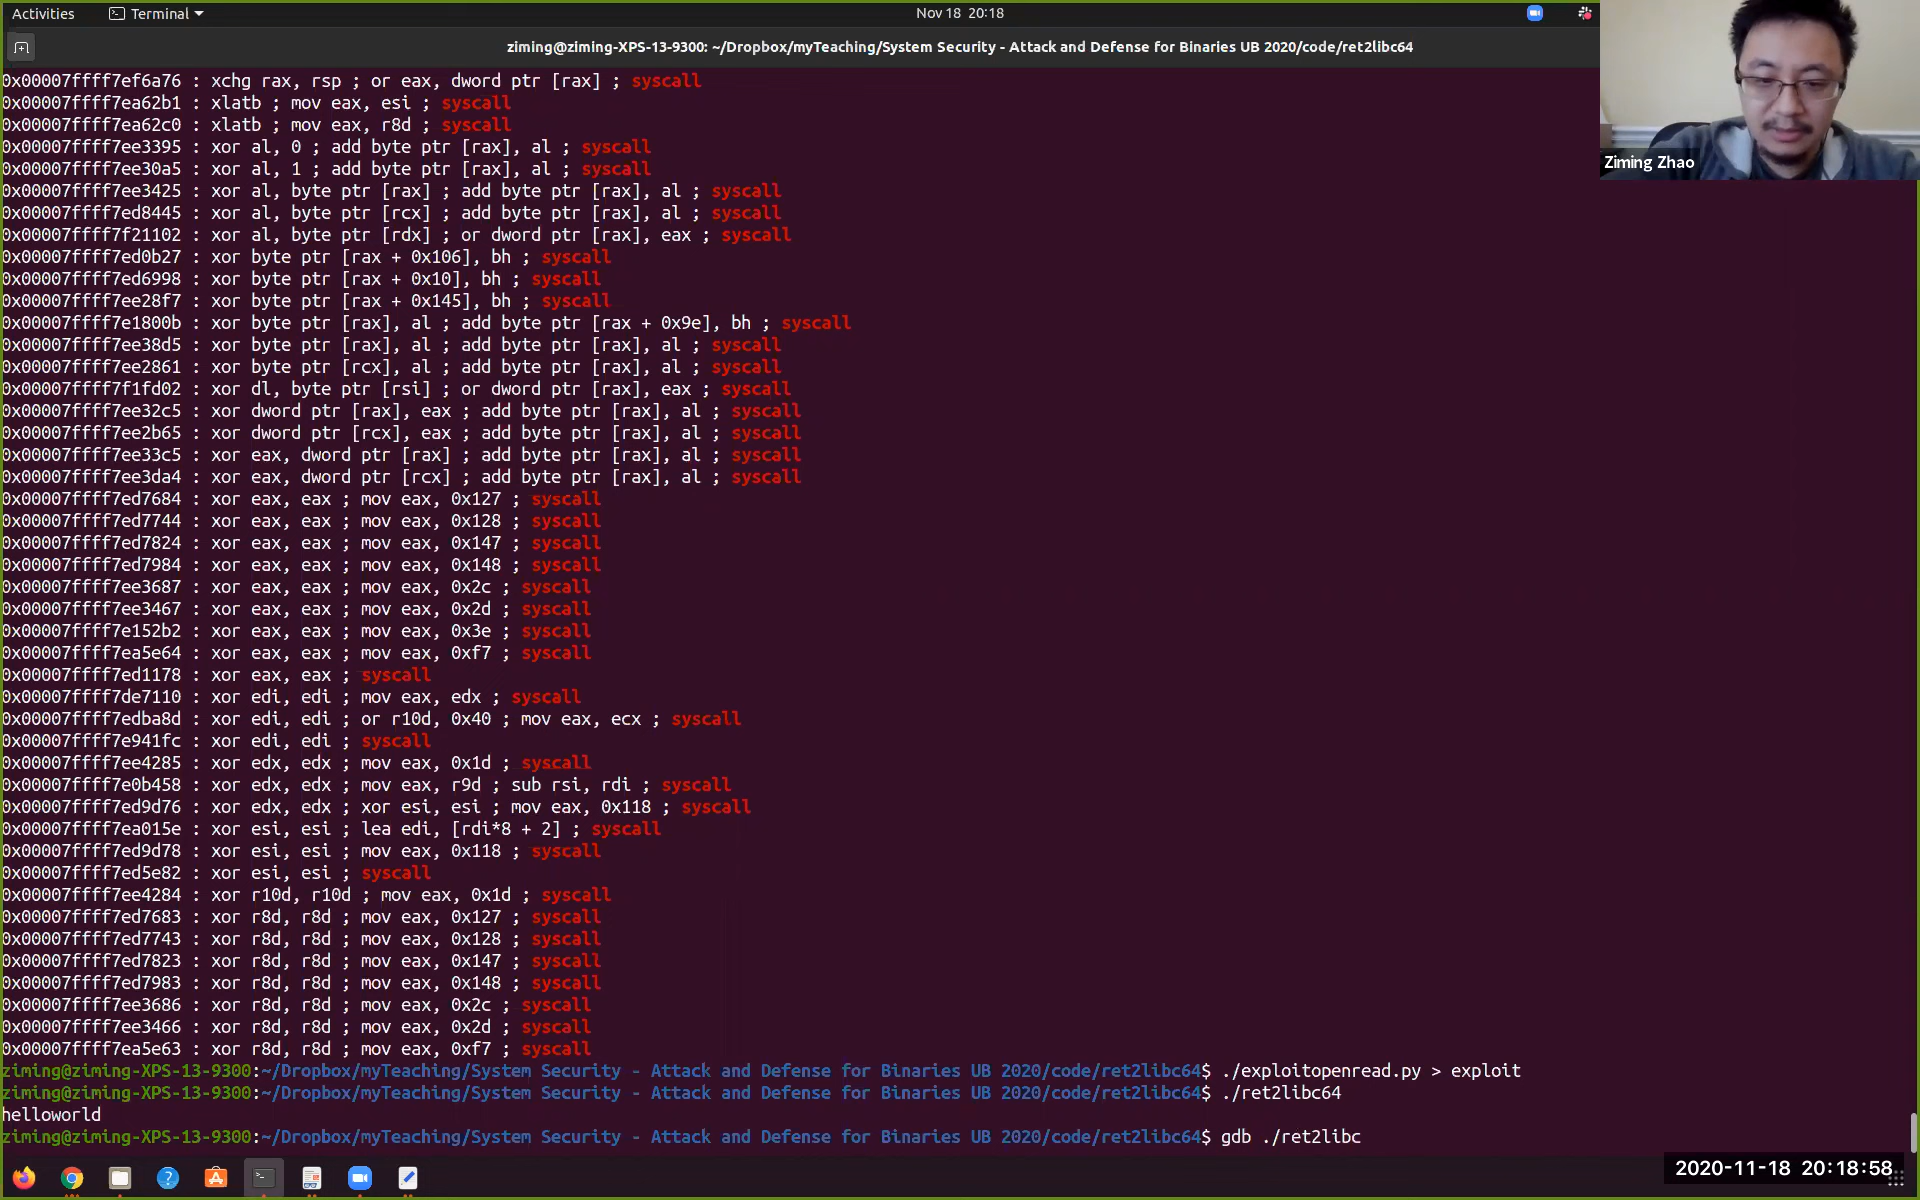 Activities
Terminal
Nov 18 20:18
ziming@ziming-XPS-13-9300: ~/Dropbox/myTeaching/System Security - Attack and Defense for Binaries UB 2020/code/ret2libc64
Ziming Zhao
0x00007ffff7ef6a76 : xchg rax, rsp ; or eax, dword ptr [rax] ; syscall
0x00007ffff7ea62b1 : xlatb ; mov eax, esi ; syscall
0x00007ffff7ea62c0 : xlatb ; mov eax, r8d ; syscall
0x00007ffff7ee3395 : xor al, 0 ; add byte ptr [rax], al ; syscall
0x00007ffff7ee30a5 : xor al, 1 ; add byte ptr [rax], al ; syscall
0x00007ffff7ee3425 : xor al, byte ptr [rax] ; add byte ptr [rax], al ; syscall
0x00007ffff7ed8445 : xor al, byte ptr [rcx] ; add byte ptr [rax], al ; syscall
0x00007ffff7f21102 : xor al, byte ptr [rdx] ; or dword ptr [rax], eax ; syscall
0x00007ffff7ed0b27 : xor byte ptr [rax + 0x106], bh ; syscall
0x00007ffff7ed6998 : xor byte ptr [rax + 0x10], bh ; syscall
0x00007ffff7ee28f7 : xor byte ptr [rax + 0x145], bh ; syscall
0x00007ffff7e1800b : xor byte ptr [rax], al ; add byte ptr [rax + 0x9e], bh ; syscall
0x00007ffff7ee38d5 : xor byte ptr [rax], al ; add byte ptr [rax], al ; syscall
0x00007ffff7ee2861 : xor byte ptr [rcx], al ; add byte ptr [rax], al ; syscall
0x00007ffff7f1fd02 : xor dl, byte ptr [rsi] ; or dword ptr [rax], eax ; syscall
0x00007ffff7ee32c5 : xor dword ptr [rax], eax ; add byte ptr [rax], al ; syscall
0x00007ffff7ee2b65 : xor dword ptr [rcx], eax ; add byte ptr [rax], al ; syscall
0x00007ffff7ee33c5 : xor eax, dword ptr [rax] ; add byte ptr [rax], al ; syscall
0x00007ffff7ee3da4 : xor eax, dword ptr [rcx] ; add byte ptr [rax], al ; syscall
0x00007ffff7ed7684 : xor eax, eax ; mov eax, 0x127 ; syscall
0x00007ffff7ed7744 : xor eax, eax ; mov eax, 0x128 ; syscall
0x00007ffff7ed7824 : xor eax, eax ; mov eax, 0x147 ; syscall
0x00007ffff7ed7984 : xor eax, eax ; mov eax, 0x148 ; syscall
0x00007ffff7ee3687 : xor eax, eax ; mov eax, 0x2c ; syscall
0x00007ffff7ee3467 : xor eax, eax ; mov eax, 0x2d ; syscall
0x00007ffff7e152b2 : xor eax, eax ; mov eax, 0x3e ; syscall
0x00007ffff7ea5e64 : xor eax, eax ; mov eax, 0xf7 ; syscall
0x00007ffff7ed1178 : xor eax, eax ; syscall
0x00007ffff7de7110 : xor edi, edi ; mov eax, edx ; syscall
0x00007ffff7edba8d : xor edi, edi ; or r10d, 0x40 ; mov eax, ecx ; syscall
0x00007ffff7e941fc : xor edi, edi ; syscall
0x00007ffff7ee4285 : xor edx, edx ; mov eax, 0x1d ; syscall
0x00007ffff7e0b458 : xor edx, edx ; mov eax, r9d ; sub rsi, rdi ; syscall
0x00007ffff7ed9d76 : xor edx, edx ; xor esi, esi ; mov eax, 0x118 ; syscall
0x00007ffff7ea015e : xor esi, esi ; lea edi, [rdi*8 + 2] ; syscall
0x00007ffff7ed9d78 : xor esi, esi ; mov eax, 0x118 ; syscall
0x00007ffff7ed5e82 : xor esi, esi ; syscall
0x00007ffff7ee4284 : xor r10d, r10d ; mov eax, 0x1d ; syscall
0x00007ffff7ed7683 : xor r8d, r8d ; mov eax, 0x127 ; syscall
0x00007ffff7ed7743 : xor r8d, r8d ; mov eax, 0x128 ; syscall
0x00007ffff7ed7823 : xor r8d, r8d ; mov eax, 0x147 ; syscall
0x00007ffff7ed7983 : xor r8d, r8d ; mov eax, 0x148 ; syscall
0x00007ffff7ee3686 : xor r8d, r8d ; mov eax, 0x2c ; syscall
0x00007ffff7ee3466 : xor r8d, r8d ; mov eax, 0x2d ; syscall
0x00007ffff7ea5e63 : xor r8d, r8d ; mov eax, 0xf7 ; syscall
ziming@ziming-XPS-13-9300:~/Dropbox/myTeaching/System Security - Attack and Defense for Binaries UB 2020/code/ret2libc64$ ./exploitopenread.py > exploit
ziming@ziming-XPS-13-9300:~/Dropbox/myTeaching/System Security - Attack and Defense for Binaries UB 2020/code/ret2libc64$ ./ret2libc64
helloworld
ziming@ziming-XPS-13-9300:~/Dropbox/myTeaching/System Security - Attack and Defense for Binaries UB 2020/code/ret2libc64$ gdb ./ret2libc
2020-11-18 20:18:58